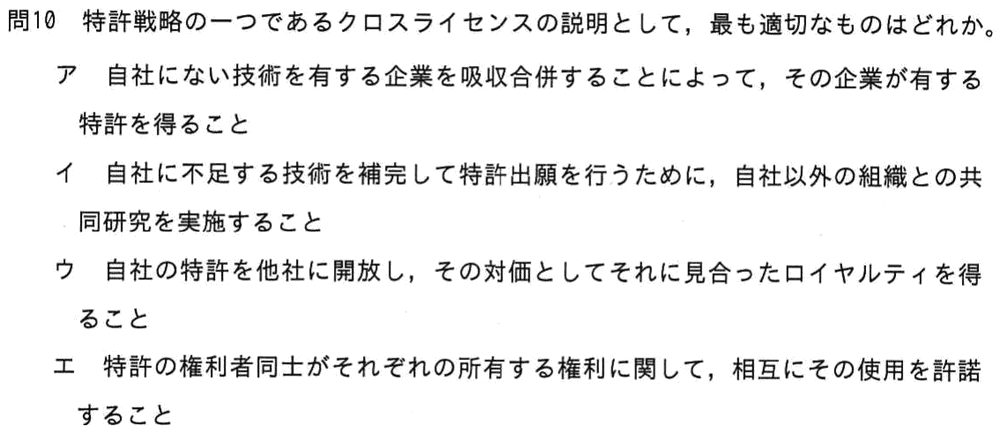 問10　特許戦略の一つであるクロスライセンスの説明として，最も適切なものはどれか。
ア　自社にない技術を有する企業を吸収合併することによって，その企業が有する
特許を得ること
イ　自社に不足する技術を補完して特許出願を行うために，自社以外の組織との共
同研究を実施すること
ウ　自社の特許を他社に開放し，その対価としてそれに見合ったロイヤルティを得
ること
エ　特許の権利者同士がそれぞれの所有する権利に関して，相互にその使用を許諾
すること